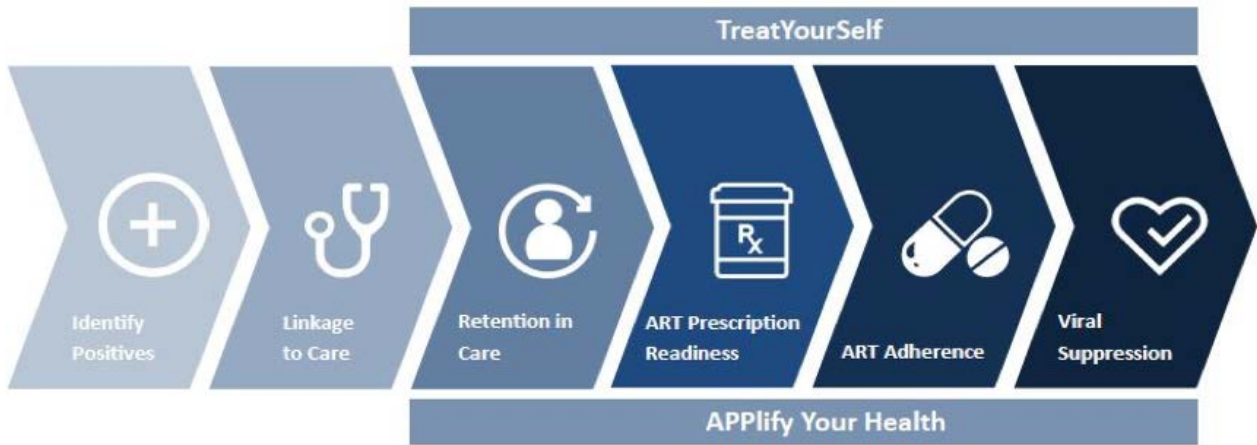 TreatYourSelf
Identify
Positives
Linkage
to Care
Retention in
Care
Rx
ART Prescription
Readiness
ART Adherence
Viral
Suppression
APPlify Your Health